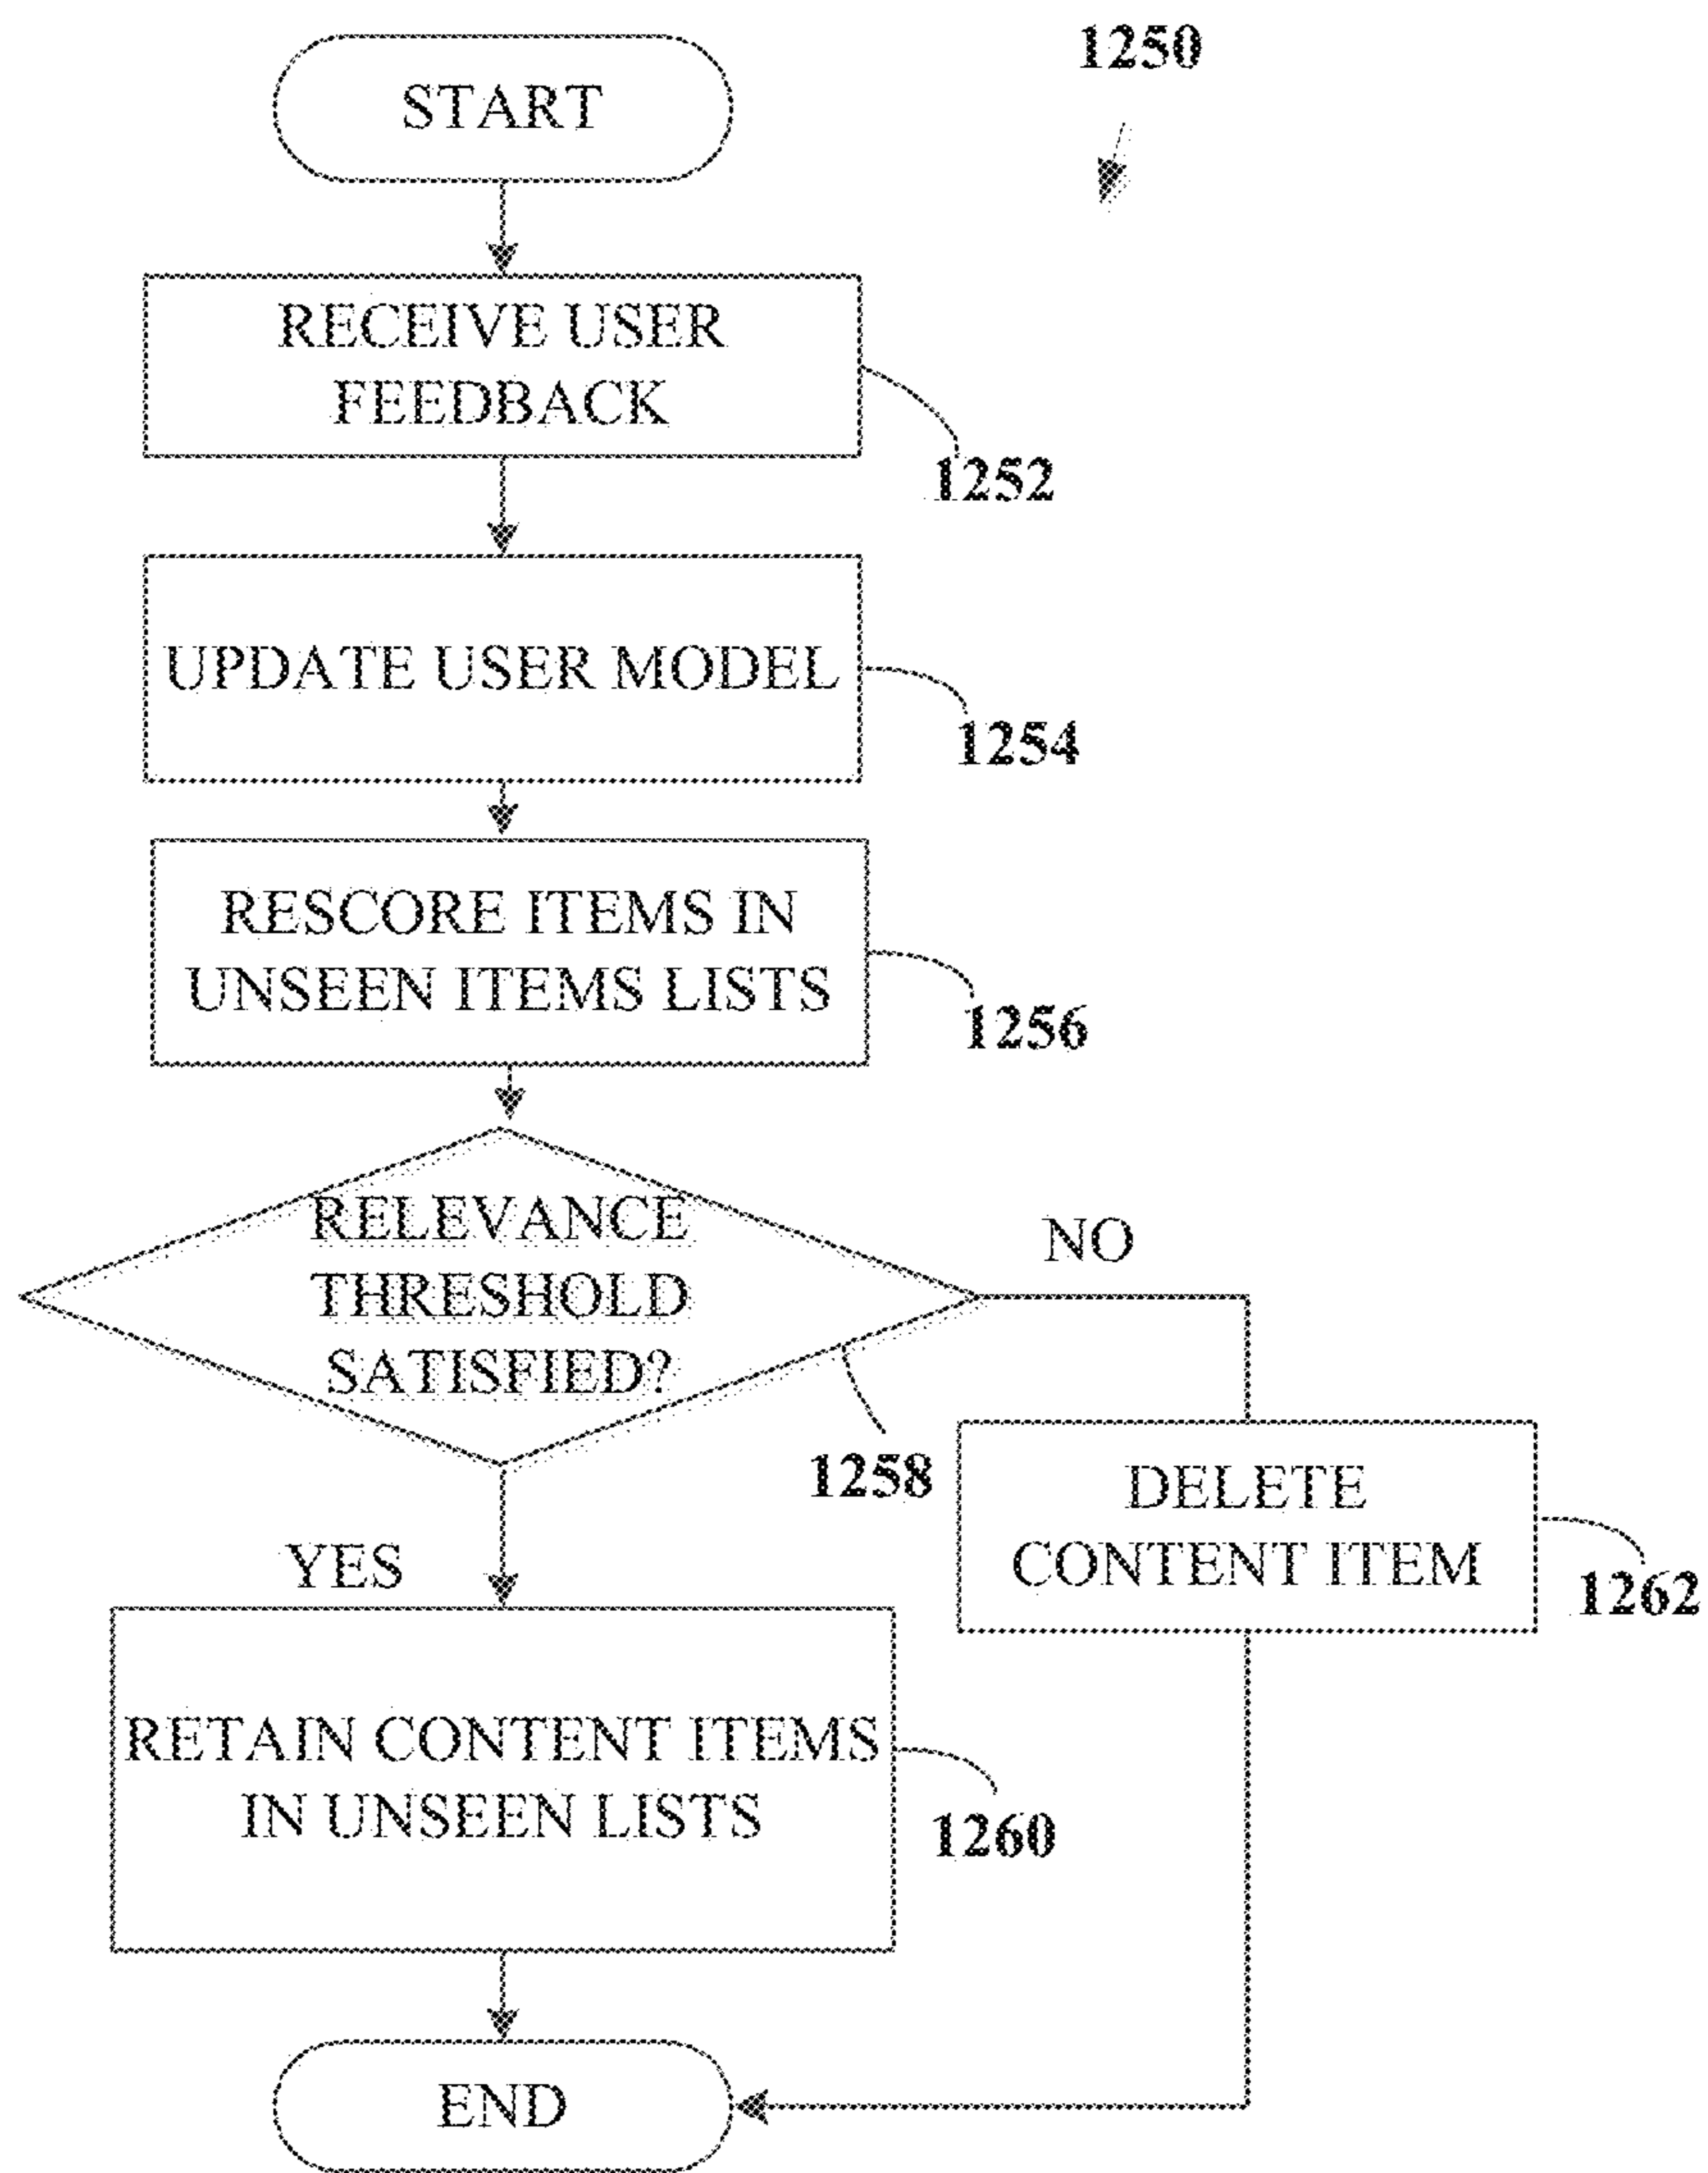 1250
START
RECEIVE USER
FEEDBACK
1252
UPDATE USER MODEL
1254
RESCORE ITEMS IN
UNSEEN ITEMS LISTS
1256
RELEVANCE
THRESHOLD
SATISFIED?
1258
NO
DELETE
CONTENT ITEM
1262
YES
RETAIN CONTENT ITEMS
IN UNSEEN LISTS
1260
END